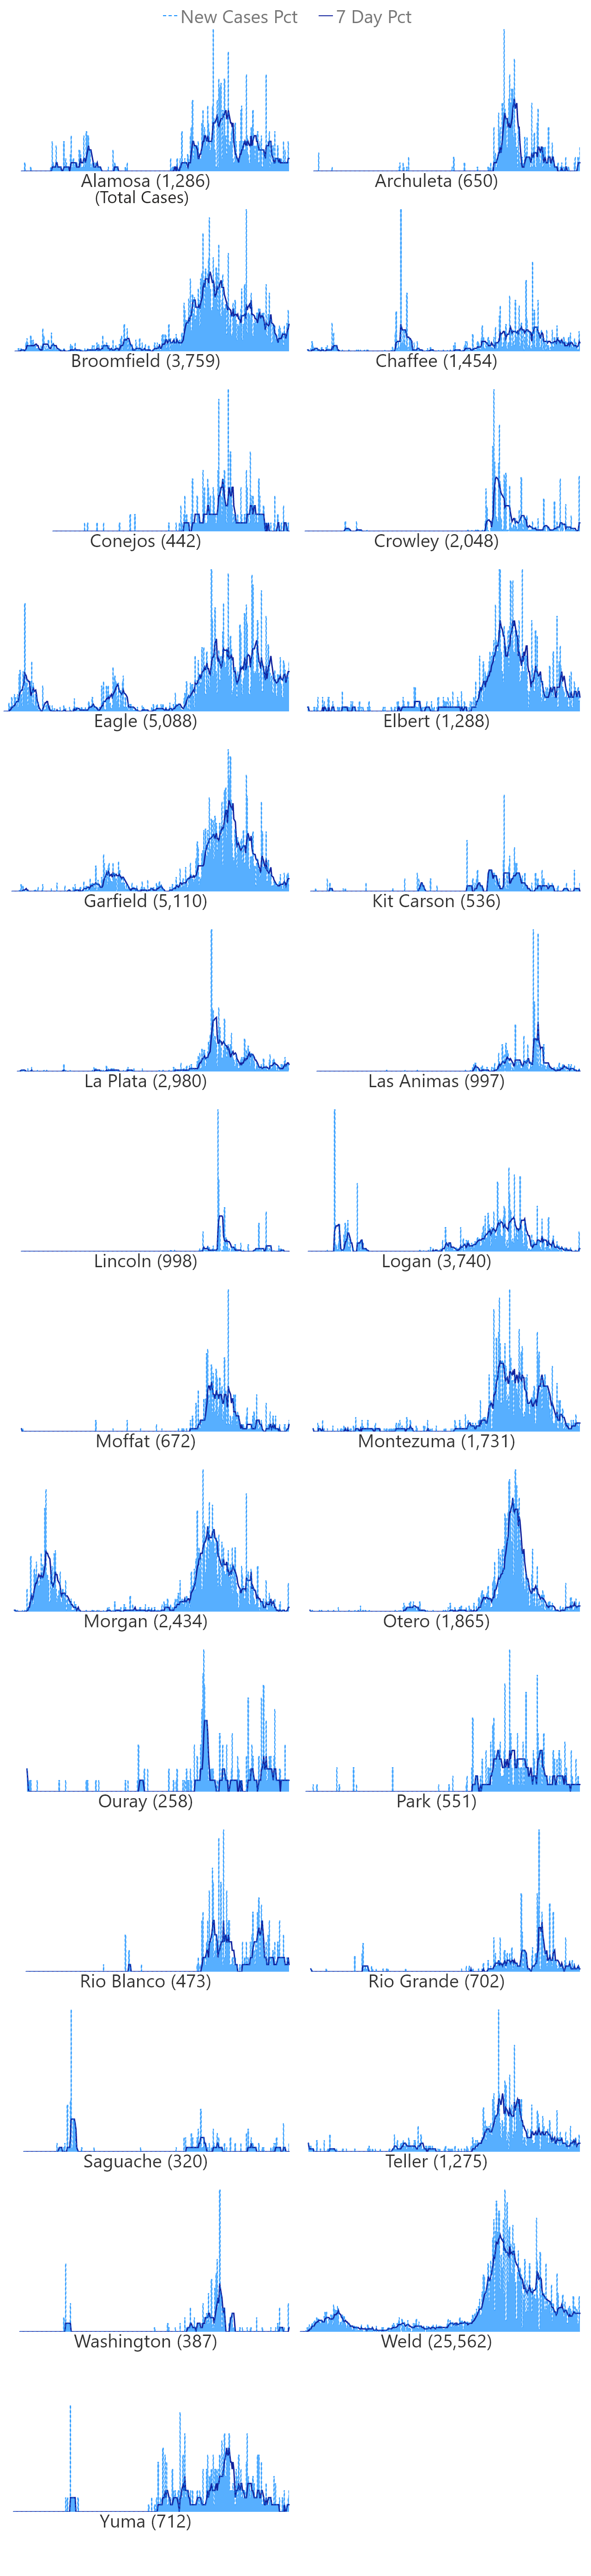 New Cases Pct 7 Day Pct
Alamosa (1,286) Archuleta (650)
(Total Cases)
Broomfield (3,759) Chaffee (1,454)
Conejos (442) Crowley (2,048)
Eagle (5,088) Elbert (1,288)
Garfield (5,110) Kit Carson (536)
La Plata (2,980) Las Animas (997)
Lincoln (998) Logan (3,740)
Moffat (672) Montezuma (1,731)
Morgan (2,434) Otero (1,865)
Ouray (258) Park (551)
Rio Blanco (473) Rio Grande (702)
Saguache (320) Teller (1,275)
Washington (387) Weld (25,562)
Yuma (712)